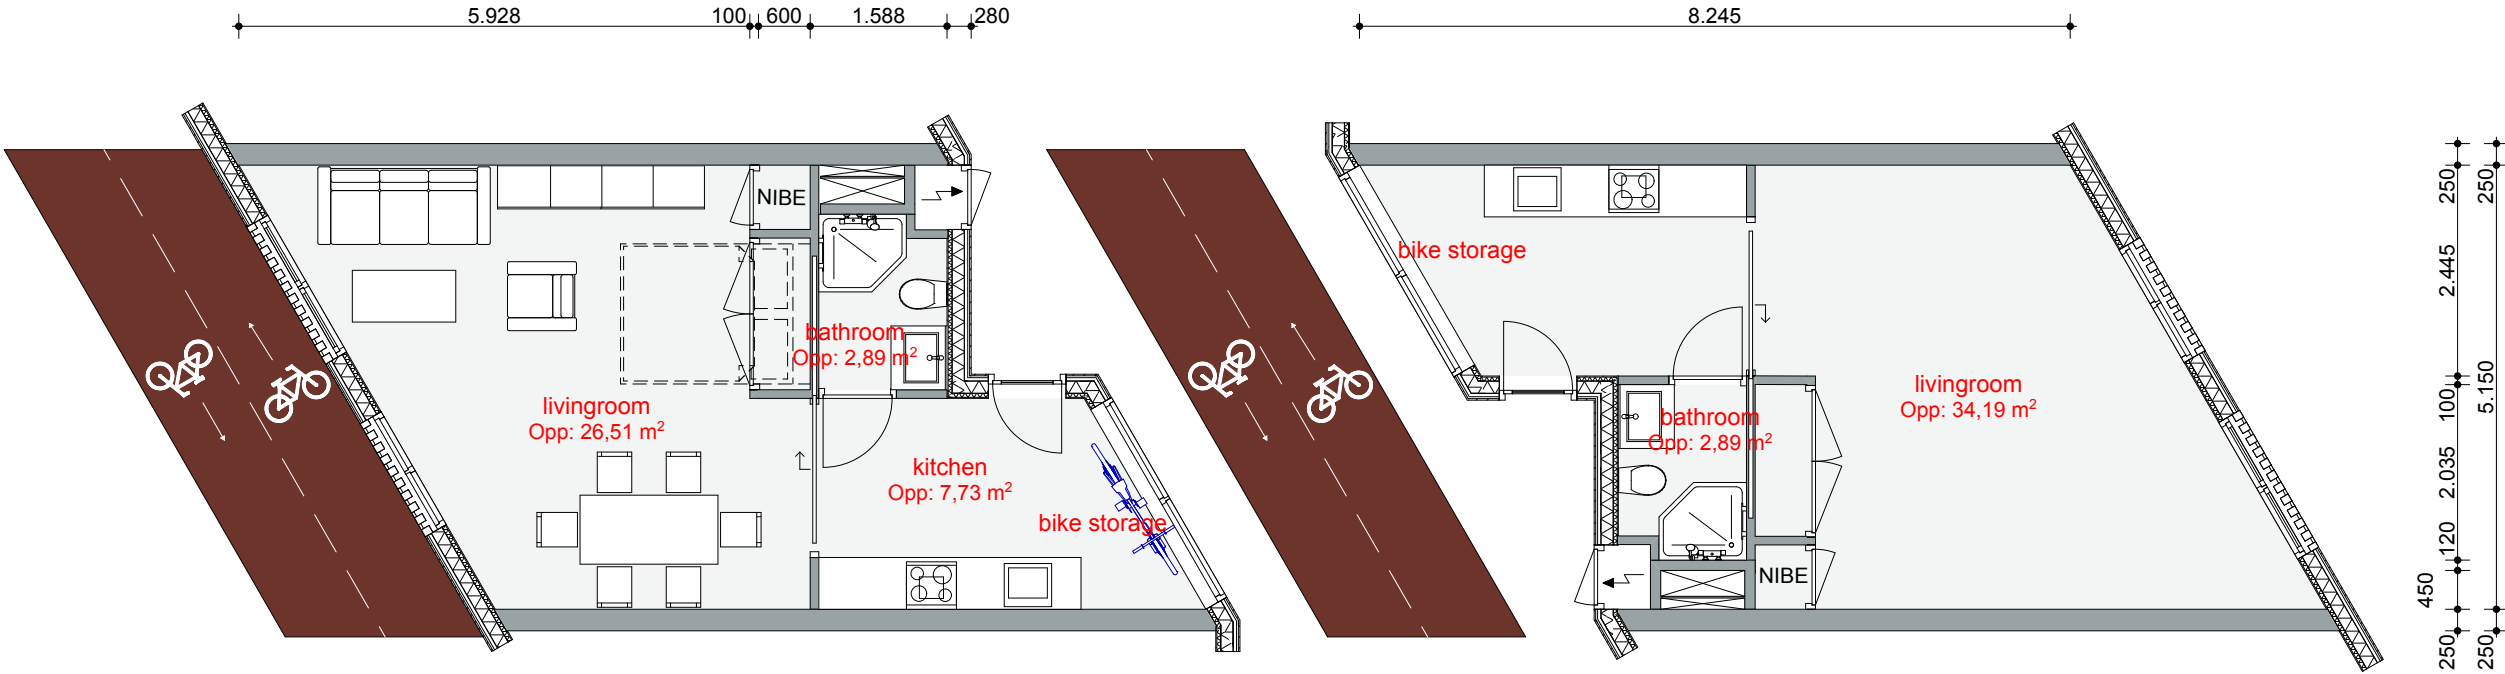 5.928
100
600
1.588
280
8.245
NIBE
bathroom
Opp: 2,89 m²
livingroom
Opp: 26,51 m²
kitchen
Opp: 7,73 m²
bike storage
bike storage
livingroom
Opp: 34,19 m²
bathroom
Opp: 2,89 m²
NIBE
250
2.445
100
2.035
120
450
250
250
5.150
250